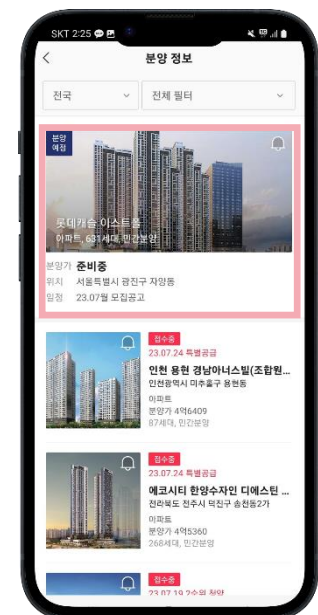 SKT 2:25
분양 정보
전국
전체 필터
분양
예정
롯데캐슬 이스트폴
아파트, 631세대, 민간분양
분양가 준비중
위치 서울특별시 광진구 자양동
일정 23.07월 모집공고
접수중
23.07.24 특별공급
인천 용현 경남아너스빌(조합원...
인천광역시 미추홀구 용현동
아파트
분양가 4억6409
87세대, 민간분양
접수중
23.07.24 특별공급
에코시티 한양수자인 디에스틴 ...
전라북도 전주시 덕진구 송천동2가
아파트
분양가 4억5360
268세대, 민간분양
접수중
23.07.19 2순위 청약